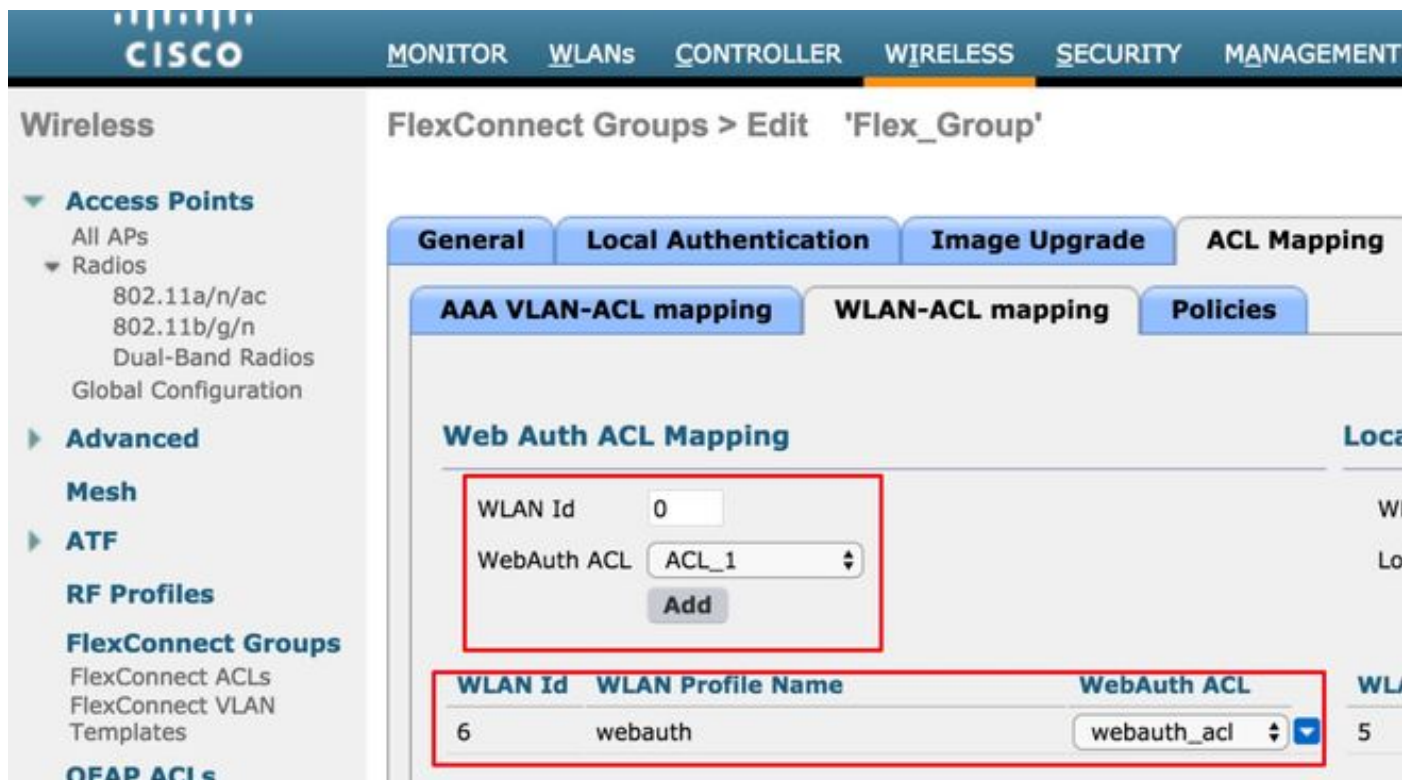 CISCO
MONITOR WLANs CONTROLLER WIRELESS SECURITY MANAGEMENT
Wireless
Access Points
All APs
Radios
802.11a/n/ac
802.11b/g/n
Dual-Band Radios
Global Configuration
Advanced
Mesh
ATF
RF Profiles
FlexConnect Groups
FlexConnect ACLs
FlexConnect VLAN
Templates
OEAP ACLs
FlexConnect Groups > Edit 'Flex_Group'
General Local Authentication Image Upgrade ACL Mapping
AAA VLAN-ACL mapping WLAN-ACL mapping Policies
Web Auth ACL Mapping
WLAN Id 0
WebAuth ACL ACL_1
Add
WLAN Id WLAN Profile Name WebAuth ACL
6 webauth webauth_acl
5